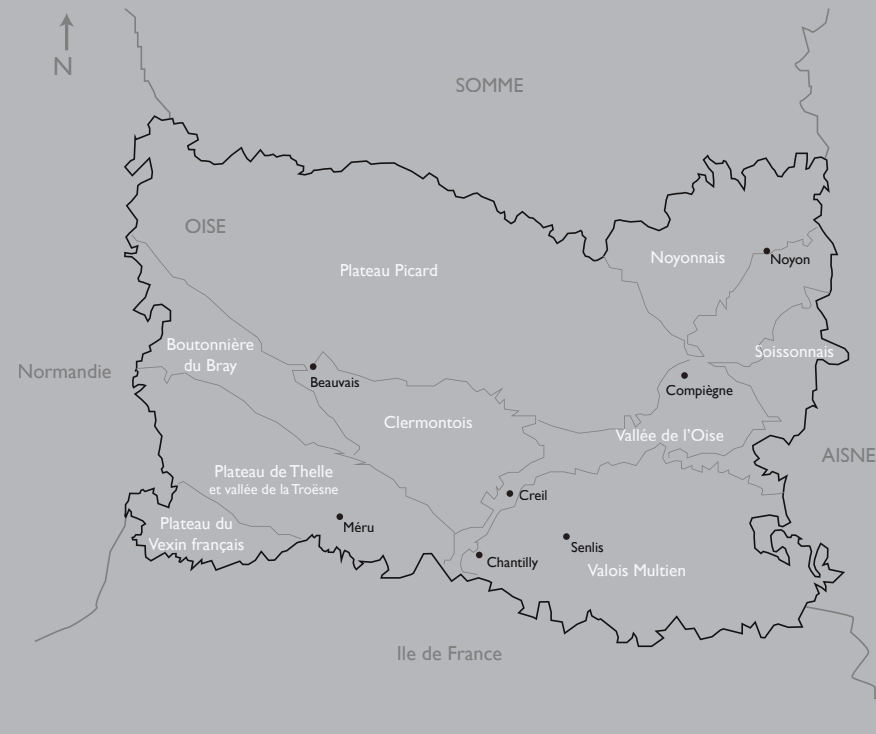 N
SOMME
OISE
Noyonnais
Noyon
Plateau Picard
Boutonnière
du Bray
Soissonnais
Normandie
Beauvais
Compiègne
Clermontois
Vallée de l'Oise
AISNE
Plateau de Thelle
et vallée de la Troësne
Creil
Plateau du
Vexin français
Méru
Senlis
Chantilly
Valois Multien
Ile de France